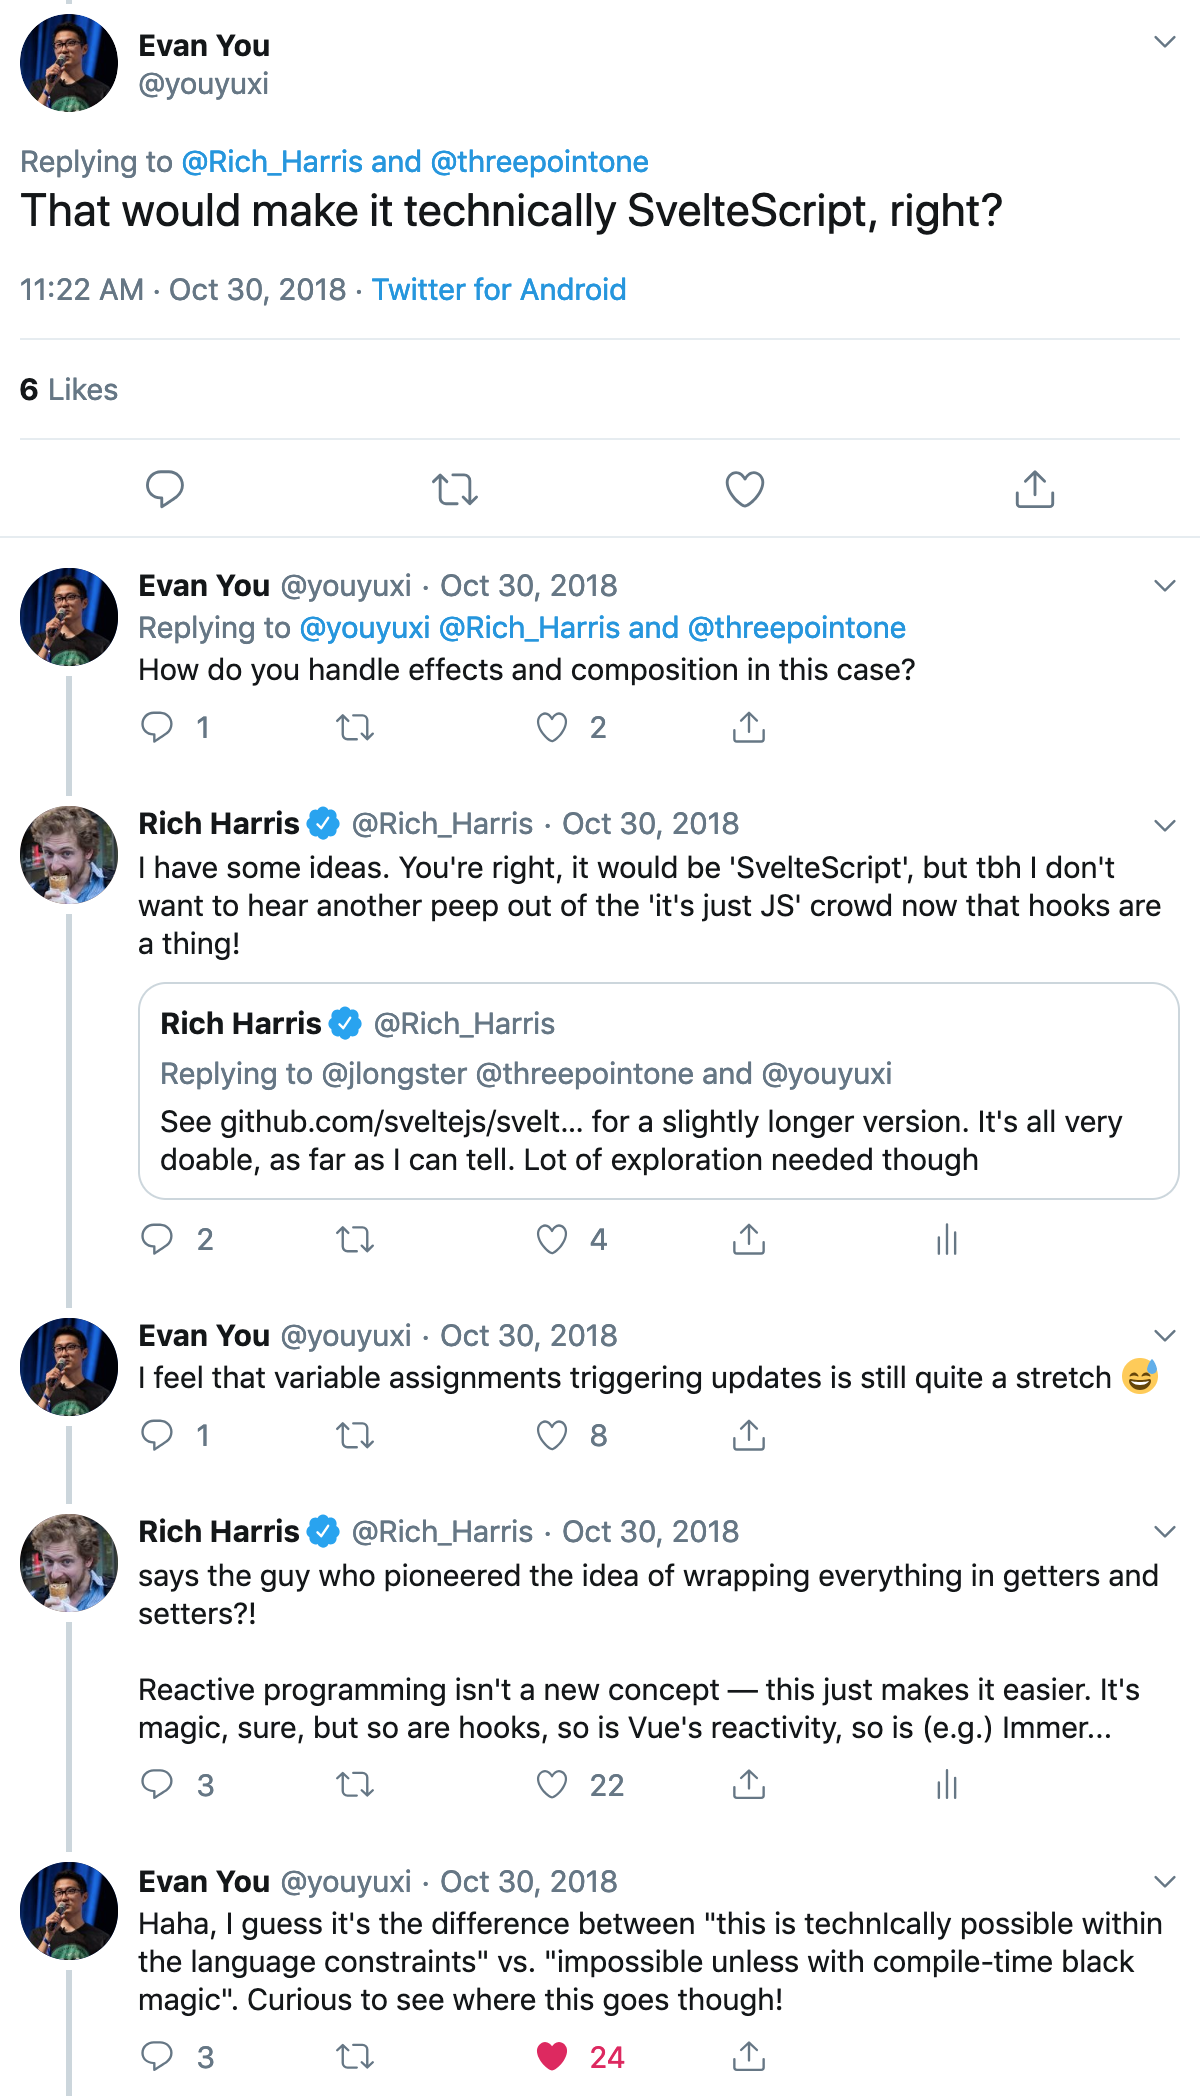 Evan You
@youyuxi
Replying to @Rich_Harris and @threepointone
That would make it technically SvelteScript, right?
11:22 AM · Oct 30, 2018 · Twitter for Android
6 Likes
Evan You @youyuxi · Oct 30, 2018
Replying to @youyuxi @Rich_Harris and @threepointone
How do you handle effects and composition in this case?
1 2
Rich Harris @Rich_Harris · Oct 30, 2018
I have some ideas. You're right, it would be 'SvelteScript', but tbh I don't
want to hear another peep out of the 'it's just JS' crowd now that hooks are
a thing!
Rich Harris @Rich_Harris
Replying to @jlongster @threepointone and @youyuxi
See github.com/sveltejs/svelt... for a slightly longer version. It's all very
doable, as far as I can tell. Lot of exploration needed though
2 4
Evan You @youyuxi · Oct 30, 2018
I feel that variable assignments triggering updates is still quite a stretch 😅
1 8
Rich Harris @Rich_Harris · Oct 30, 2018
says the guy who pioneered the idea of wrapping everything in getters and
setters?!
Reactive programming isn't a new concept — this just makes it easier. It's
magic, sure, but so are hooks, so is Vue's reactivity, so is (e.g.) Immer...
3 22
Evan You @youyuxi · Oct 30, 2018
Haha, I guess it's the difference between "this is technIcally possible within
the language constraints" vs. "impossible unless with compile-time black
magic". Curious to see where this goes though!
3 24